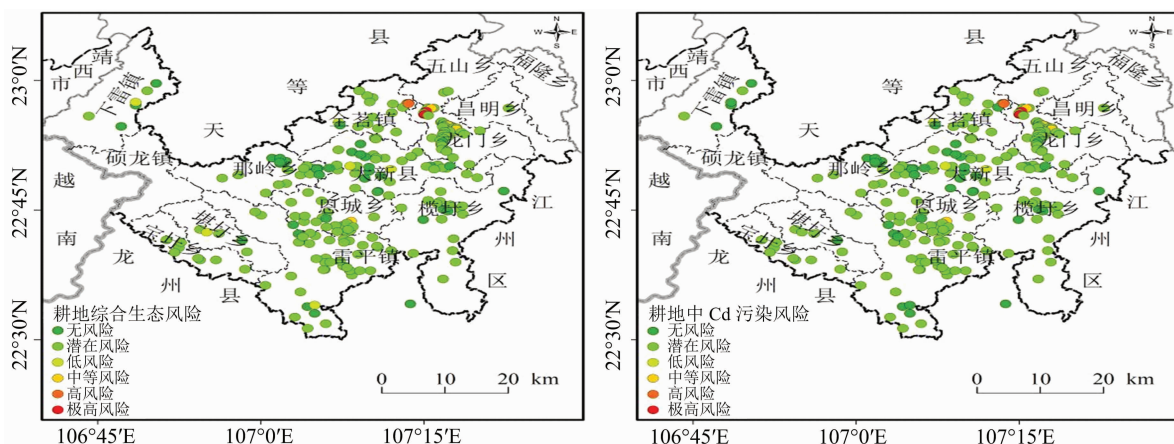 N
W E
S
县
五山乡
福隆乡
靖
西
市
下雷镇
等
昌明乡
全茗镇
天
龙门乡
硕龙镇
那岭乡
大新县
越
恩城乡
榄圩乡
江
堪圩乡
宝圩乡
南
州
龙
雷平镇
区
州
县
耕地综合生态风险
无风险
潜在风险
低风险
中等风险
高风险
极高风险
0 10 20 km
23°0′N
22°45′N
22°30′N
106°45′E 107°0′E 107°15′E
N
W E
S
县
五山乡
福隆乡
靖
西
市
下雷镇
等
昌明乡
全茗镇
天
龙门乡
硕龙镇
那岭乡
大新县
越
恩城乡
榄圩乡
江
堪圩乡
宝圩乡
南
州
龙
雷平镇
区
州
县
耕地中Cd污染风险
无风险
潜在风险
低风险
中等风险
高风险
极高风险
0 10 20 km
23°0′N
22°45′N
22°30′N
106°45′E 107°0′E 107°15′E